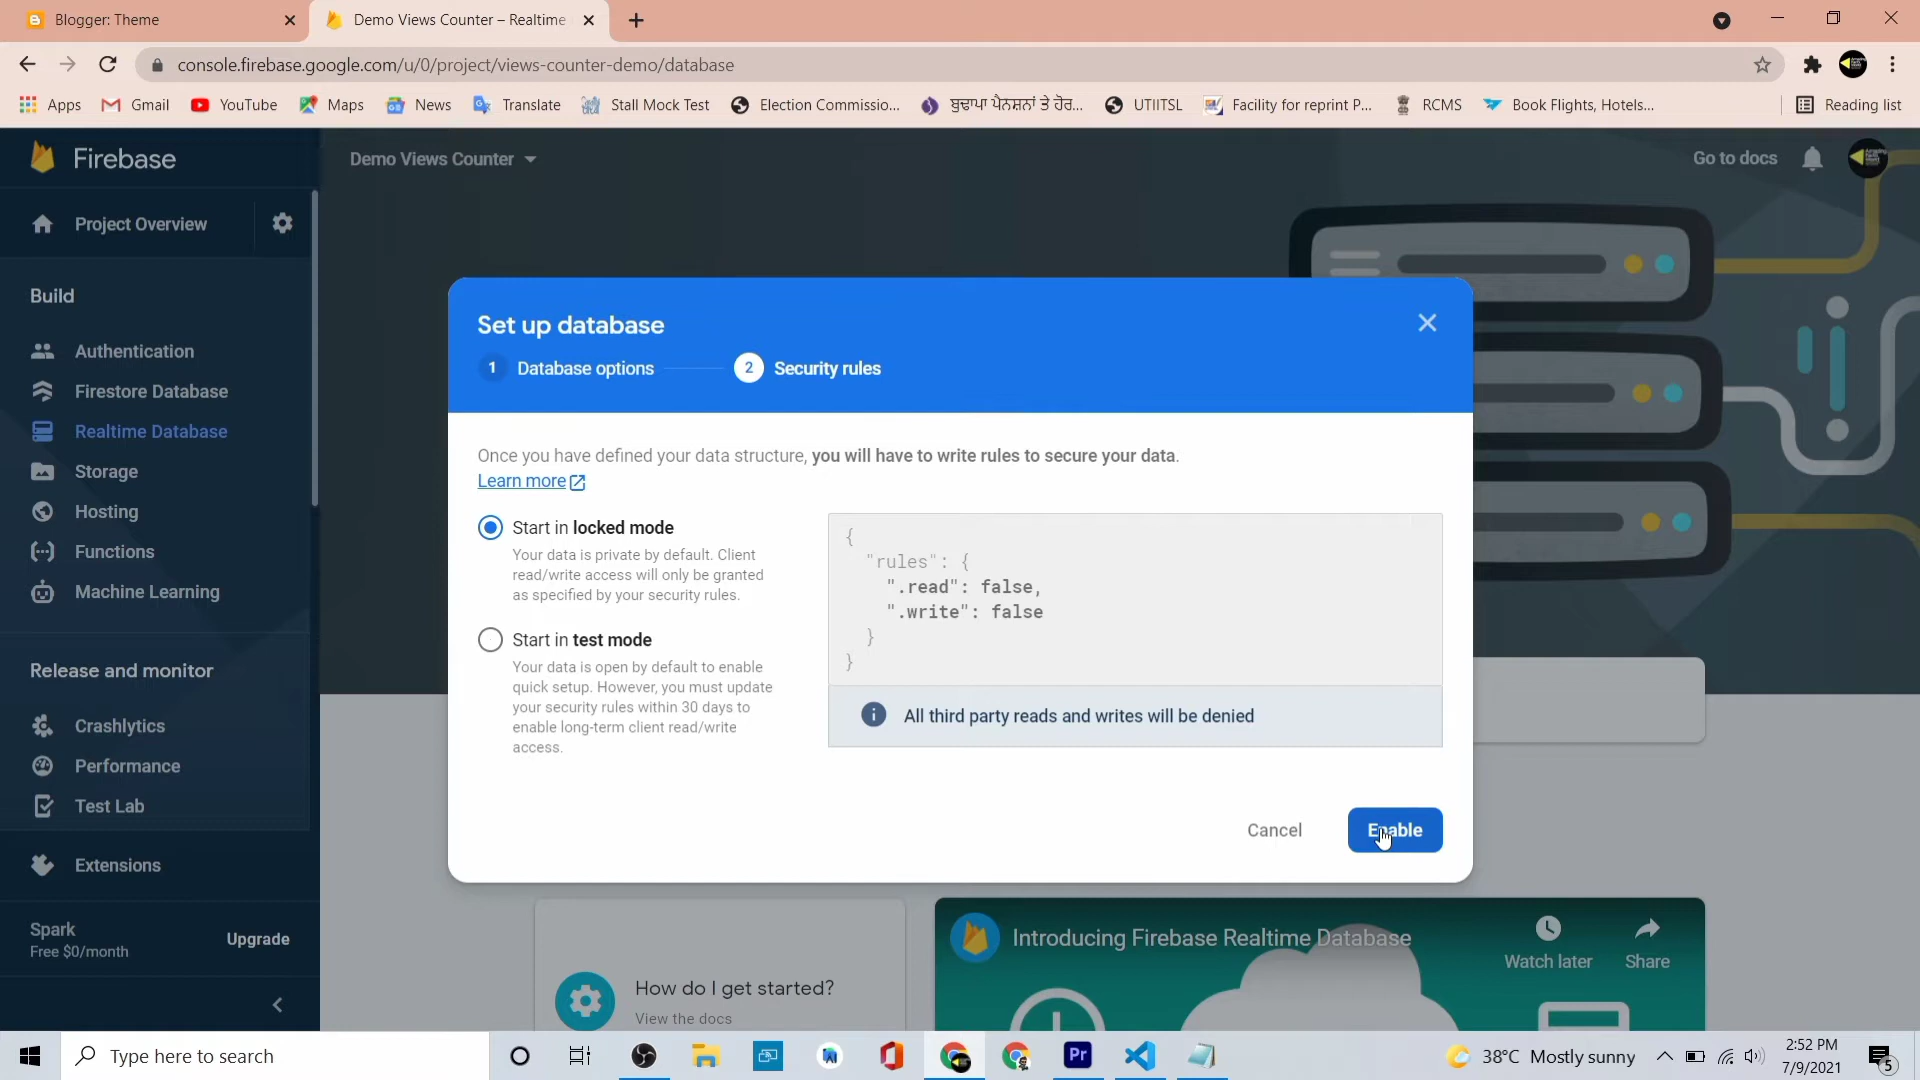 Blogger: Theme
Demo Views Counter – Realtime
console.firebase.google.com/u/0/project/views-counter-demo/database
Apps
Gmail
YouTube
Maps
News
Translate
Stall Mock Test
Election Commissio...
ਬੁਢਾਪਾ ਪੈਨਸ਼ਨਾਂ ਤੇ ਹੋਰ...
UTIITSL
Facility for reprint P...
RCMS
Book Flights, Hotels...
Reading list
Firebase
Demo Views Counter
Go to docs
Project Overview
Build
Authentication
Firestore Database
Realtime Database
Storage
Hosting
Functions
Machine Learning
Release and monitor
Crashlytics
Performance
Test Lab
Extensions
Spark
Free $0/month
Upgrade
Set up database
1 Database options
2 Security rules
Once you have defined your data structure, you will have to write rules to secure your data.
Learn more
Start in locked mode
Your data is private by default. Client
read/write access will only be granted
as specified by your security rules.
Start in test mode
Your data is open by default to enable
quick setup. However, you must update
your security rules within 30 days to
enable long-term client read/write
access.
{
"rules": {
".read": false,
".write": false
}
}
All third party reads and writes will be denied
Cancel
Enable
How do I get started?
View the docs
Introducing Firebase Realtime Database
Watch later
Share
Type here to search
Pr
38°C Mostly sunny
2:52 PM
7/9/2021
5